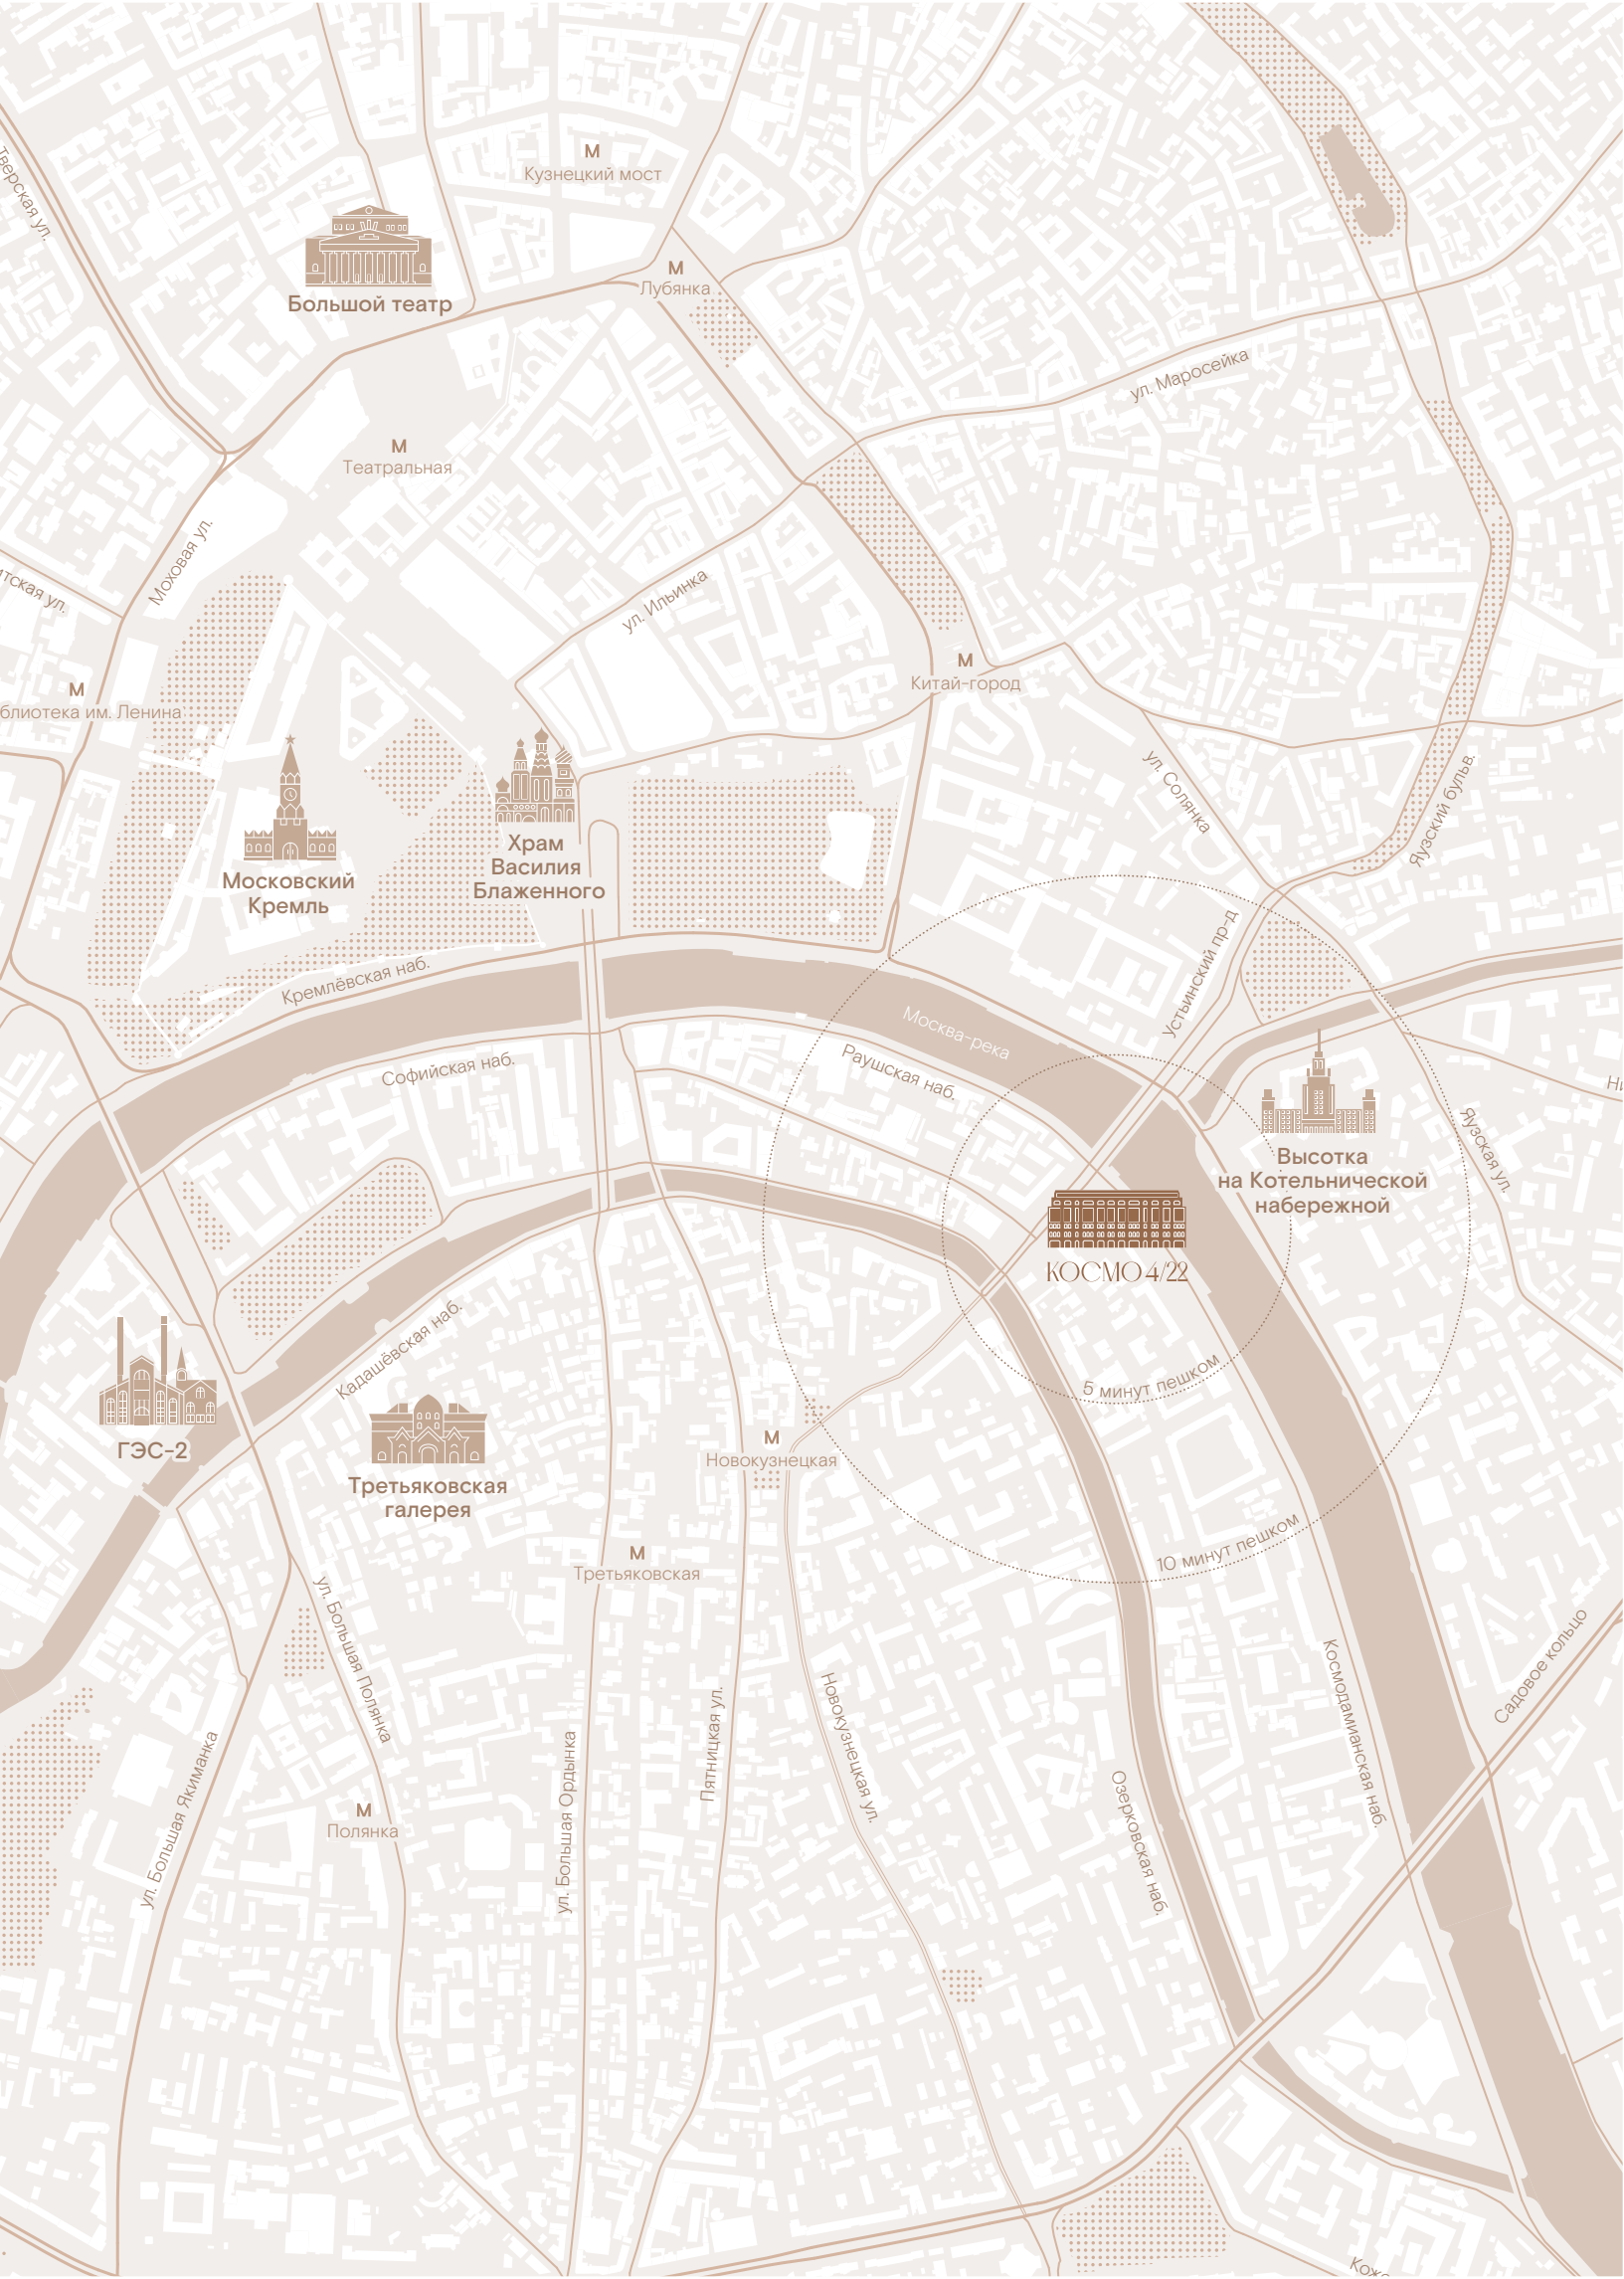 Кузнецкий мост
М
Тверская ул.
М
Лубянка
Большой театр
ул. Маросейка
М
Театральная
Моховая ул.
ул. Ильинка
М
Китай-город
М
ул. Солянка
Яузский бульв.
Московский
Кремль
Храм
Василия
Блаженного
Устьинский пр-д
Кремлёвская наб.
Москва-река
Софийская наб.
Раушская наб.
Яузская ул.
Высотка
на Котельнической
набережной
КОСМО 4/22
Кадашёвская наб.
5 минут пешком
ГЭС-2
М
Новокузнецкая
Третьяковская
галерея
10 минут пешком
М
Третьяковская
ул. Большая Полянка
Садовое кольцо
Космодамианская наб.
Новокузнецкая ул.
Пятницкая ул.
ул. Большая Ордынка
ул. Большая Якиманка
Озерковская наб.
М
Полянка
им. Ленина